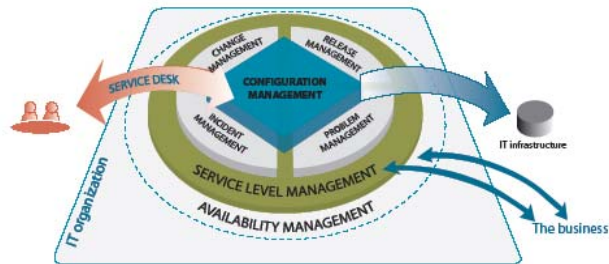 CHANGE
MANAGEMENT
RELEASE
MANAGEMENT
SERVICE DESK
CONFIGURATION
MANAGEMENT
INCIDENT
MANAGEMENT
PROBLEM
MANAGEMENT
IT infrastructure
SERVICE LEVEL MANAGEMENT
AVAILABILITY MANAGEMENT
IT organization
The business